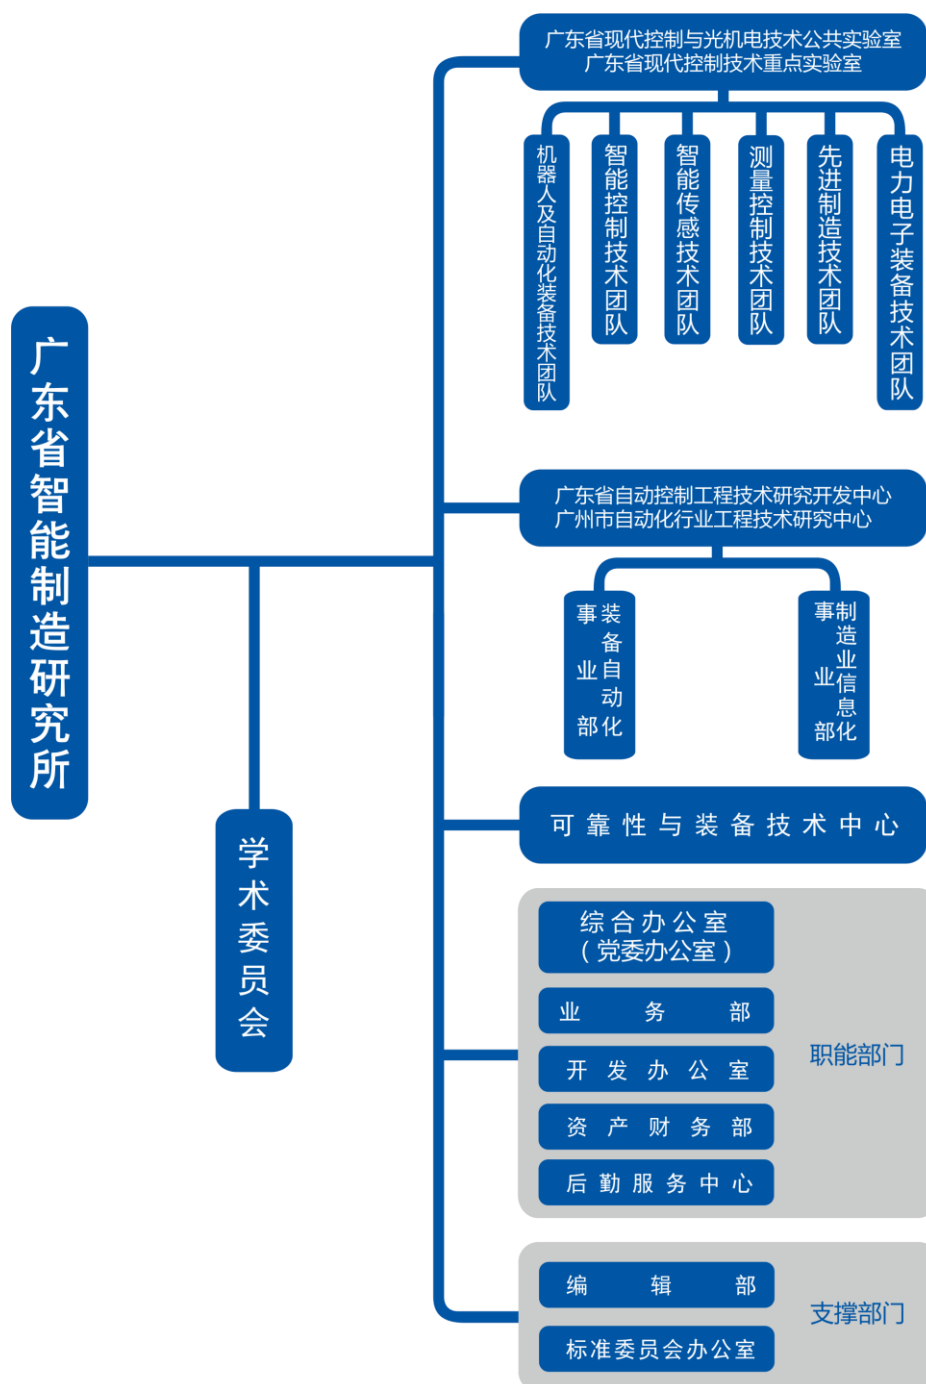 广东省智能制造研究所
学术委员会
广东省现代控制与光机电技术公共实验室
广东省现代控制技术重点实验室
机器人及自动化装备技术团队
智能控制技术团队
智能传感技术团队
测量控制技术团队
先进制造技术团队
电力电子装备技术团队
广东省自动控制工程技术研究开发中心
广州市自动化行业工程技术研究中心
装备自动化
事业部
制造业信息化
事业部
可靠性与装备技术中心
综合办公室
（党委办公室）
业务部
开发办公室
资产财务部
后勤服务中心
职能部门
编辑部
标准委员会办公室
支撑部门